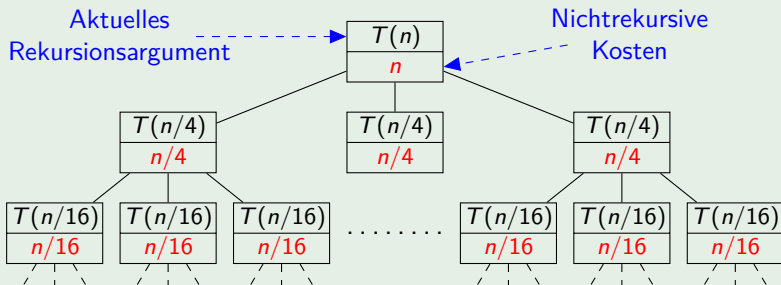 Aktuelles
Rekursionsargument
T(n)
n
Nichtrekursive
Kosten
T(n/4)
n/4
T(n/4)
n/4
T(n/4)
n/4
T(n/16)
n/16
T(n/16)
n/16
T(n/16)
n/16
........
T(n/16)
n/16
T(n/16)
n/16
T(n/16)
n/16